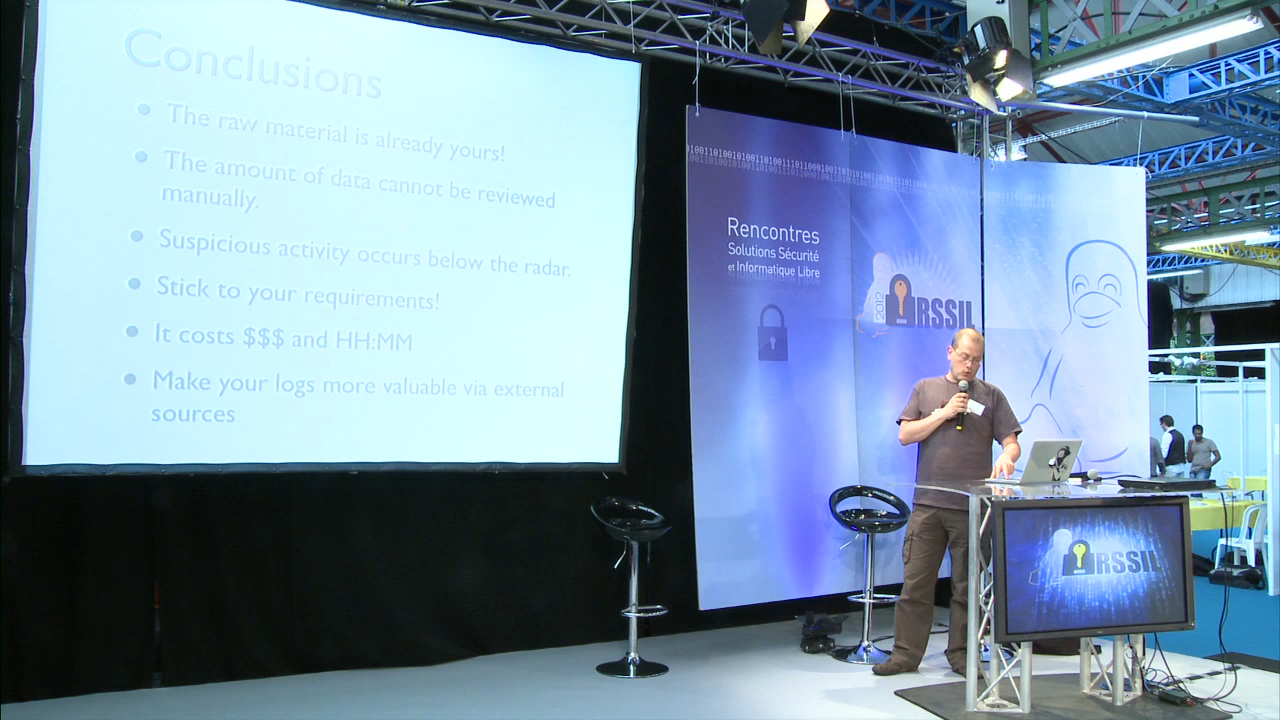 Conclusions
The raw material is already yours!
The amount of data cannot be reviewed
manually.
Suspicious activity occurs below the radar.
Stick to your requirements!
It costs $$$ and HH:MM
Make your logs more valuable via external
sources
Rencontres
Solutions Sécurité
et Informatique Libre
2012
RSSIL
RSSIL